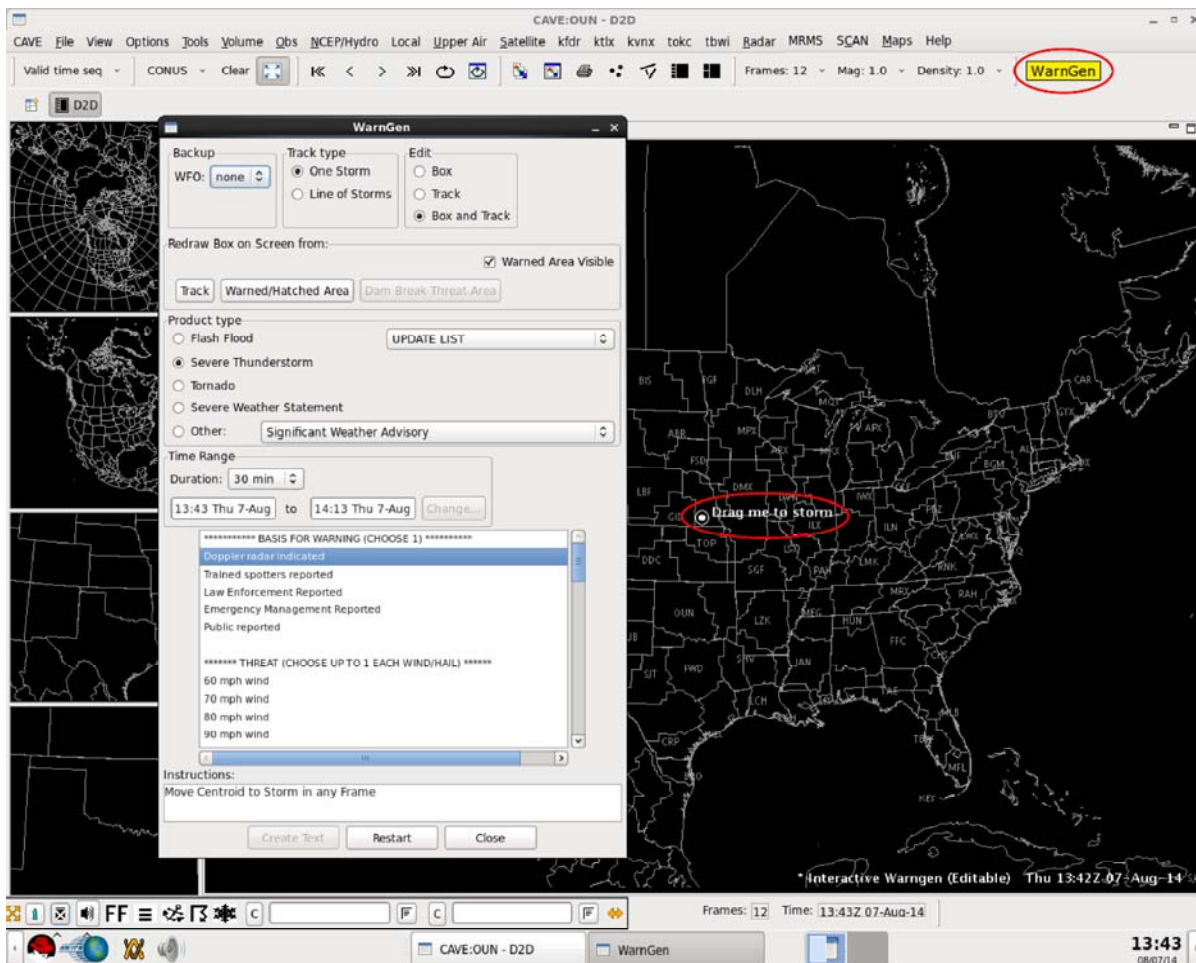 CAVE:OUN - D2D
CAVE File View Options Tools Volume Obs NCEP/Hydro Local Upper Air Satellite kfdr ktlx kvnx tokc tbwi Radar MRMS SCAN Maps Help
Valid time seq CONUS Clear Frames: 12 Mag: 1.0 Density: 1.0 WarnGen
D2D
WarnGen
Backup Track type Edit
WFO: none One Storm Box
Line of Storms Track
Box and Track
Redraw Box on Screen from:
Warned Area Visible
Track Warned/Hatched Area Dam Break Threat Area
Product type
Flash Flood UPDATE LIST
Severe Thunderstorm
Tornado
Severe Weather Statement
Other: Significant Weather Advisory
Time Range
Duration: 30 min
13:43 Thu 7-Aug to 14:13 Thu 7-Aug Change...
*********** BASIS FOR WARNING (CHOOSE 1) **********
Doppler radar indicated
Trained spotters reported
Law Enforcement Reported
Emergency Management Reported
Public reported
******* THREAT (CHOOSE UP TO 1 EACH WIND/HAIL) ******
60 mph wind
70 mph wind
80 mph wind
90 mph wind
Instructions:
Move Centroid to Storm in any Frame
Create Text Restart Close
BIS FGF DLH MQT CAR
ABR MPX APX GTX
FSD BGM
LBF DMX IWX
GID Drag me to storm
ILX ILN
TOP
DDC SGF PAH LMK RNK
MRX RAH
OUN LZK MEG HUN FFC
SJT FWD SHV JAN
LCH MLB
CRP MFL
KEY
* Interactive Warngen (Editable) Thu 13:42Z 07-Aug-14
FF C F C F Frames: 12 Time: 13:43Z 07-Aug-14
CAVE:OUN - D2D WarnGen 13:43
08/07/14